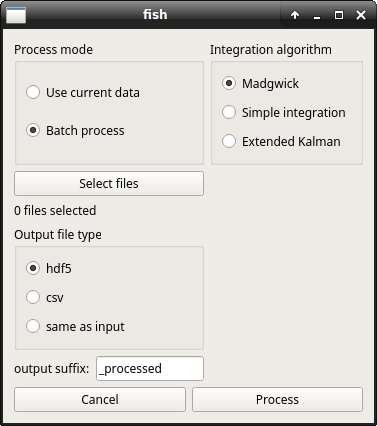 fish
Process mode
Use current data
Batch process
Select files
0 files selected
Output file type
hdf5
csv
same as input
output suffix: _processed
Integration algorithm
Madgwick
Simple integration
Extended Kalman
Cancel
Process